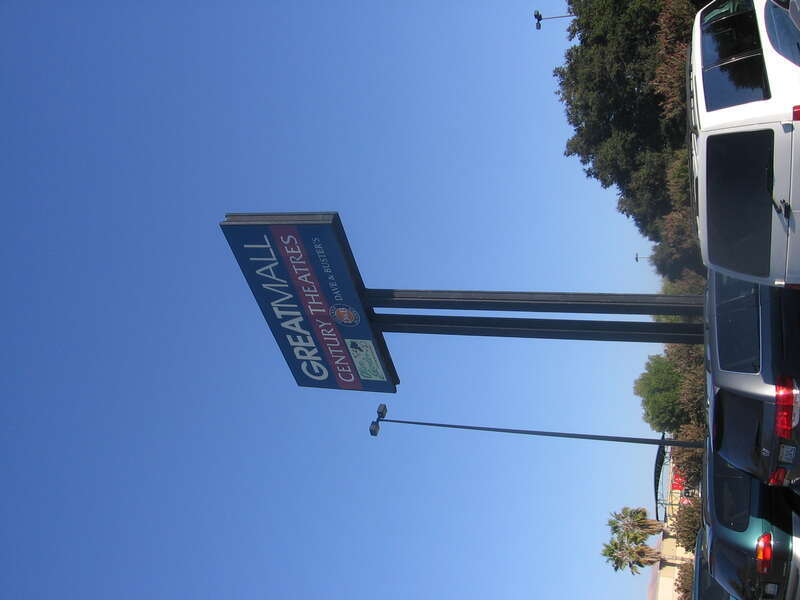 GREATMALL
CENTURY THEATRES
DAVE & BUSTER'S